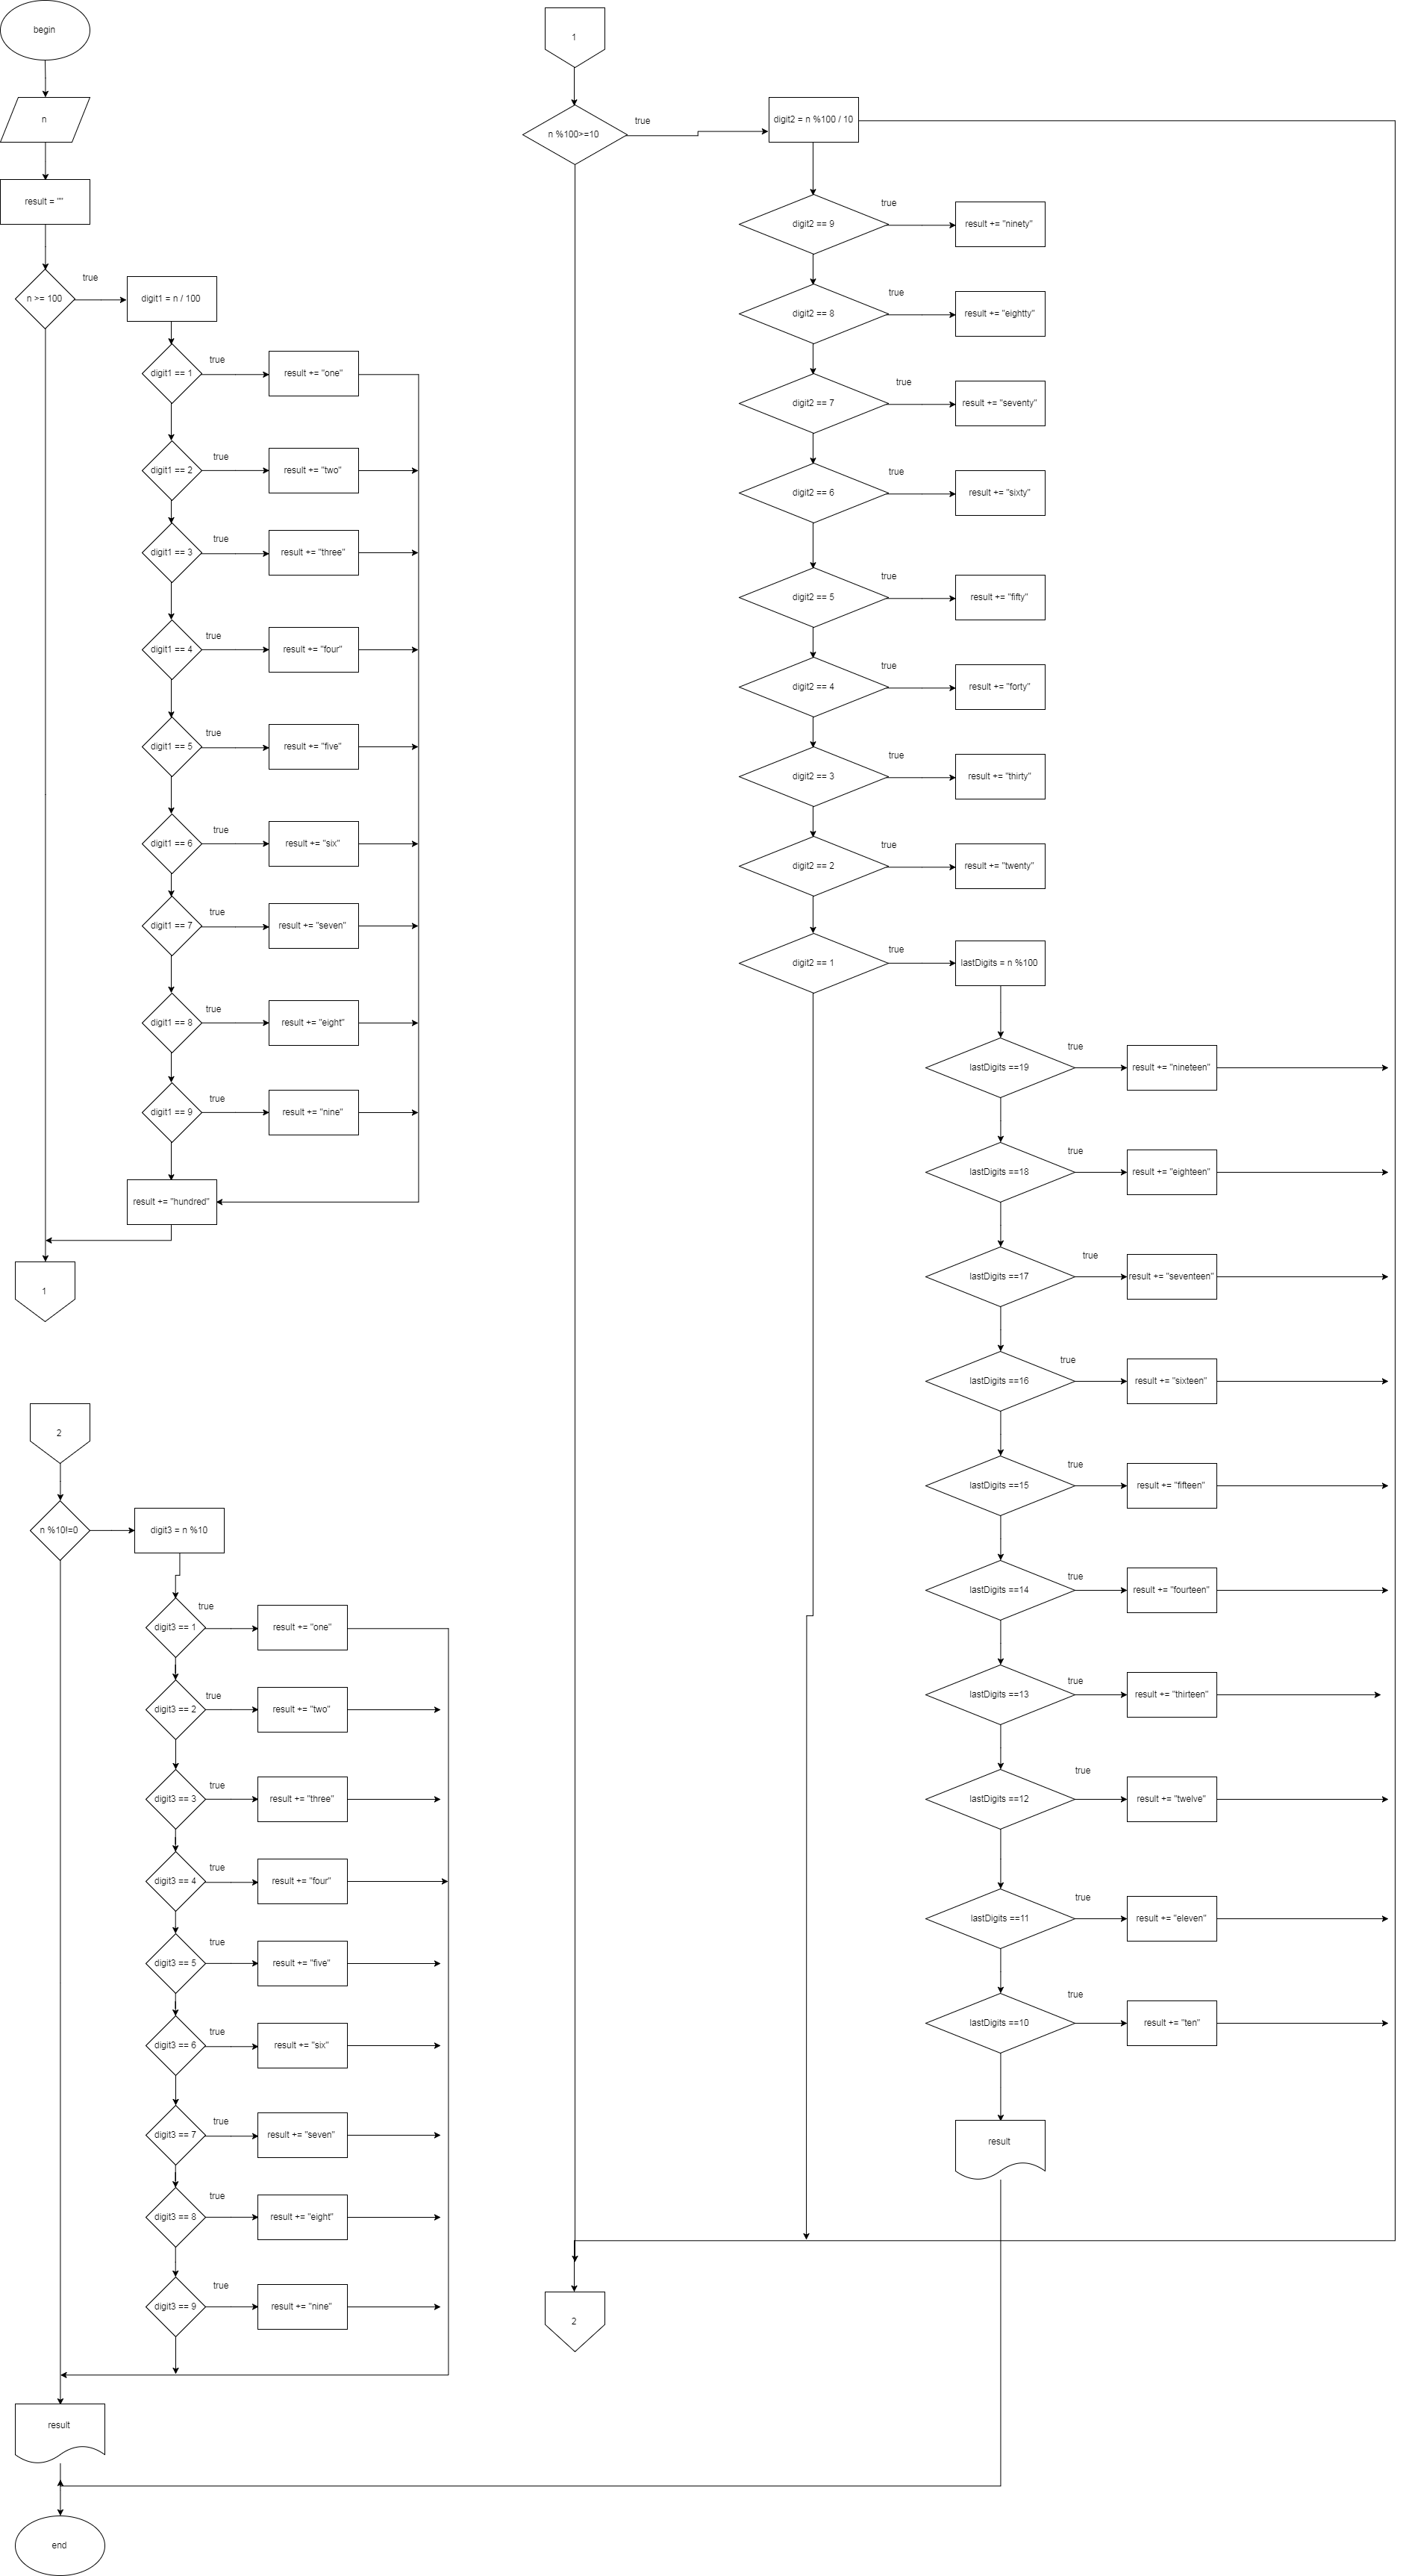 begin
n
result = ""
n >= 100
true
digit1 = n / 100
digit1 == 1
true
result += "one"
digit1 == 2
true
result += "two"
digit1 == 3
true
result += "three"
digit1 == 4
true
result += "four"
digit1 == 5
true
result += "five"
digit1 == 6
true
result += "six"
digit1 == 7
true
result += "seven"
digit1 == 8
true
result += "eight"
digit1 == 9
true
result += "nine"
result += "hundred"
1
1
n %100>=10
true
digit2 = n %100 / 10
digit2 == 9
true
result += "ninety"
digit2 == 8
true
result += "eightty"
digit2 == 7
true
result += "seventy"
digit2 == 6
true
result += "sixty"
digit2 == 5
true
result += "fifty"
digit2 == 4
true
result += "forty"
digit2 == 3
true
result += "thirty"
digit2 == 2
true
result += "twenty"
digit2 == 1
true
lastDigits = n %100
lastDigits ==19
true
result += "nineteen"
lastDigits ==18
true
result += "eighteen"
lastDigits ==17
true
result += "seventeen"
lastDigits ==16
true
result += "sixteen"
lastDigits ==15
true
result += "fifteen"
lastDigits ==14
true
result += "fourteen"
lastDigits ==13
true
result += "thirteen"
lastDigits ==12
true
result += "twelve"
lastDigits ==11
true
result += "eleven"
lastDigits ==10
true
result += "ten"
result
2
2
n %10!=0
digit3 = n %10
digit3 == 1
true
result += "one"
digit3 == 2
true
result += "two"
digit3 == 3
true
result += "three"
digit3 == 4
true
result += "four"
digit3 == 5
true
result += "five"
digit3 == 6
true
result += "six"
digit3 == 7
true
result += "seven"
digit3 == 8
true
result += "eight"
digit3 == 9
true
result += "nine"
result
end